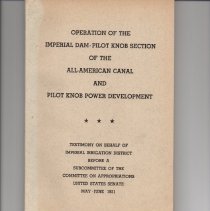 OPERATION OF THE
IMPERIAL DAM-PILOT KNOB SECTION
OF THE
ALL-AMERICAN CANAL
AND
PILOT KNOB POWER DEVELOPMENT
★ ★ ★
TESTIMONY ON BEHALF OF
IMPERIAL IRRIGATION DISTRICT
BEFORE A
SUBCOMMITTEE OF THE
COMMITTEE ON APPROPRIATIONS
UNITED STATES SENATE
MAY-JUNE 1951